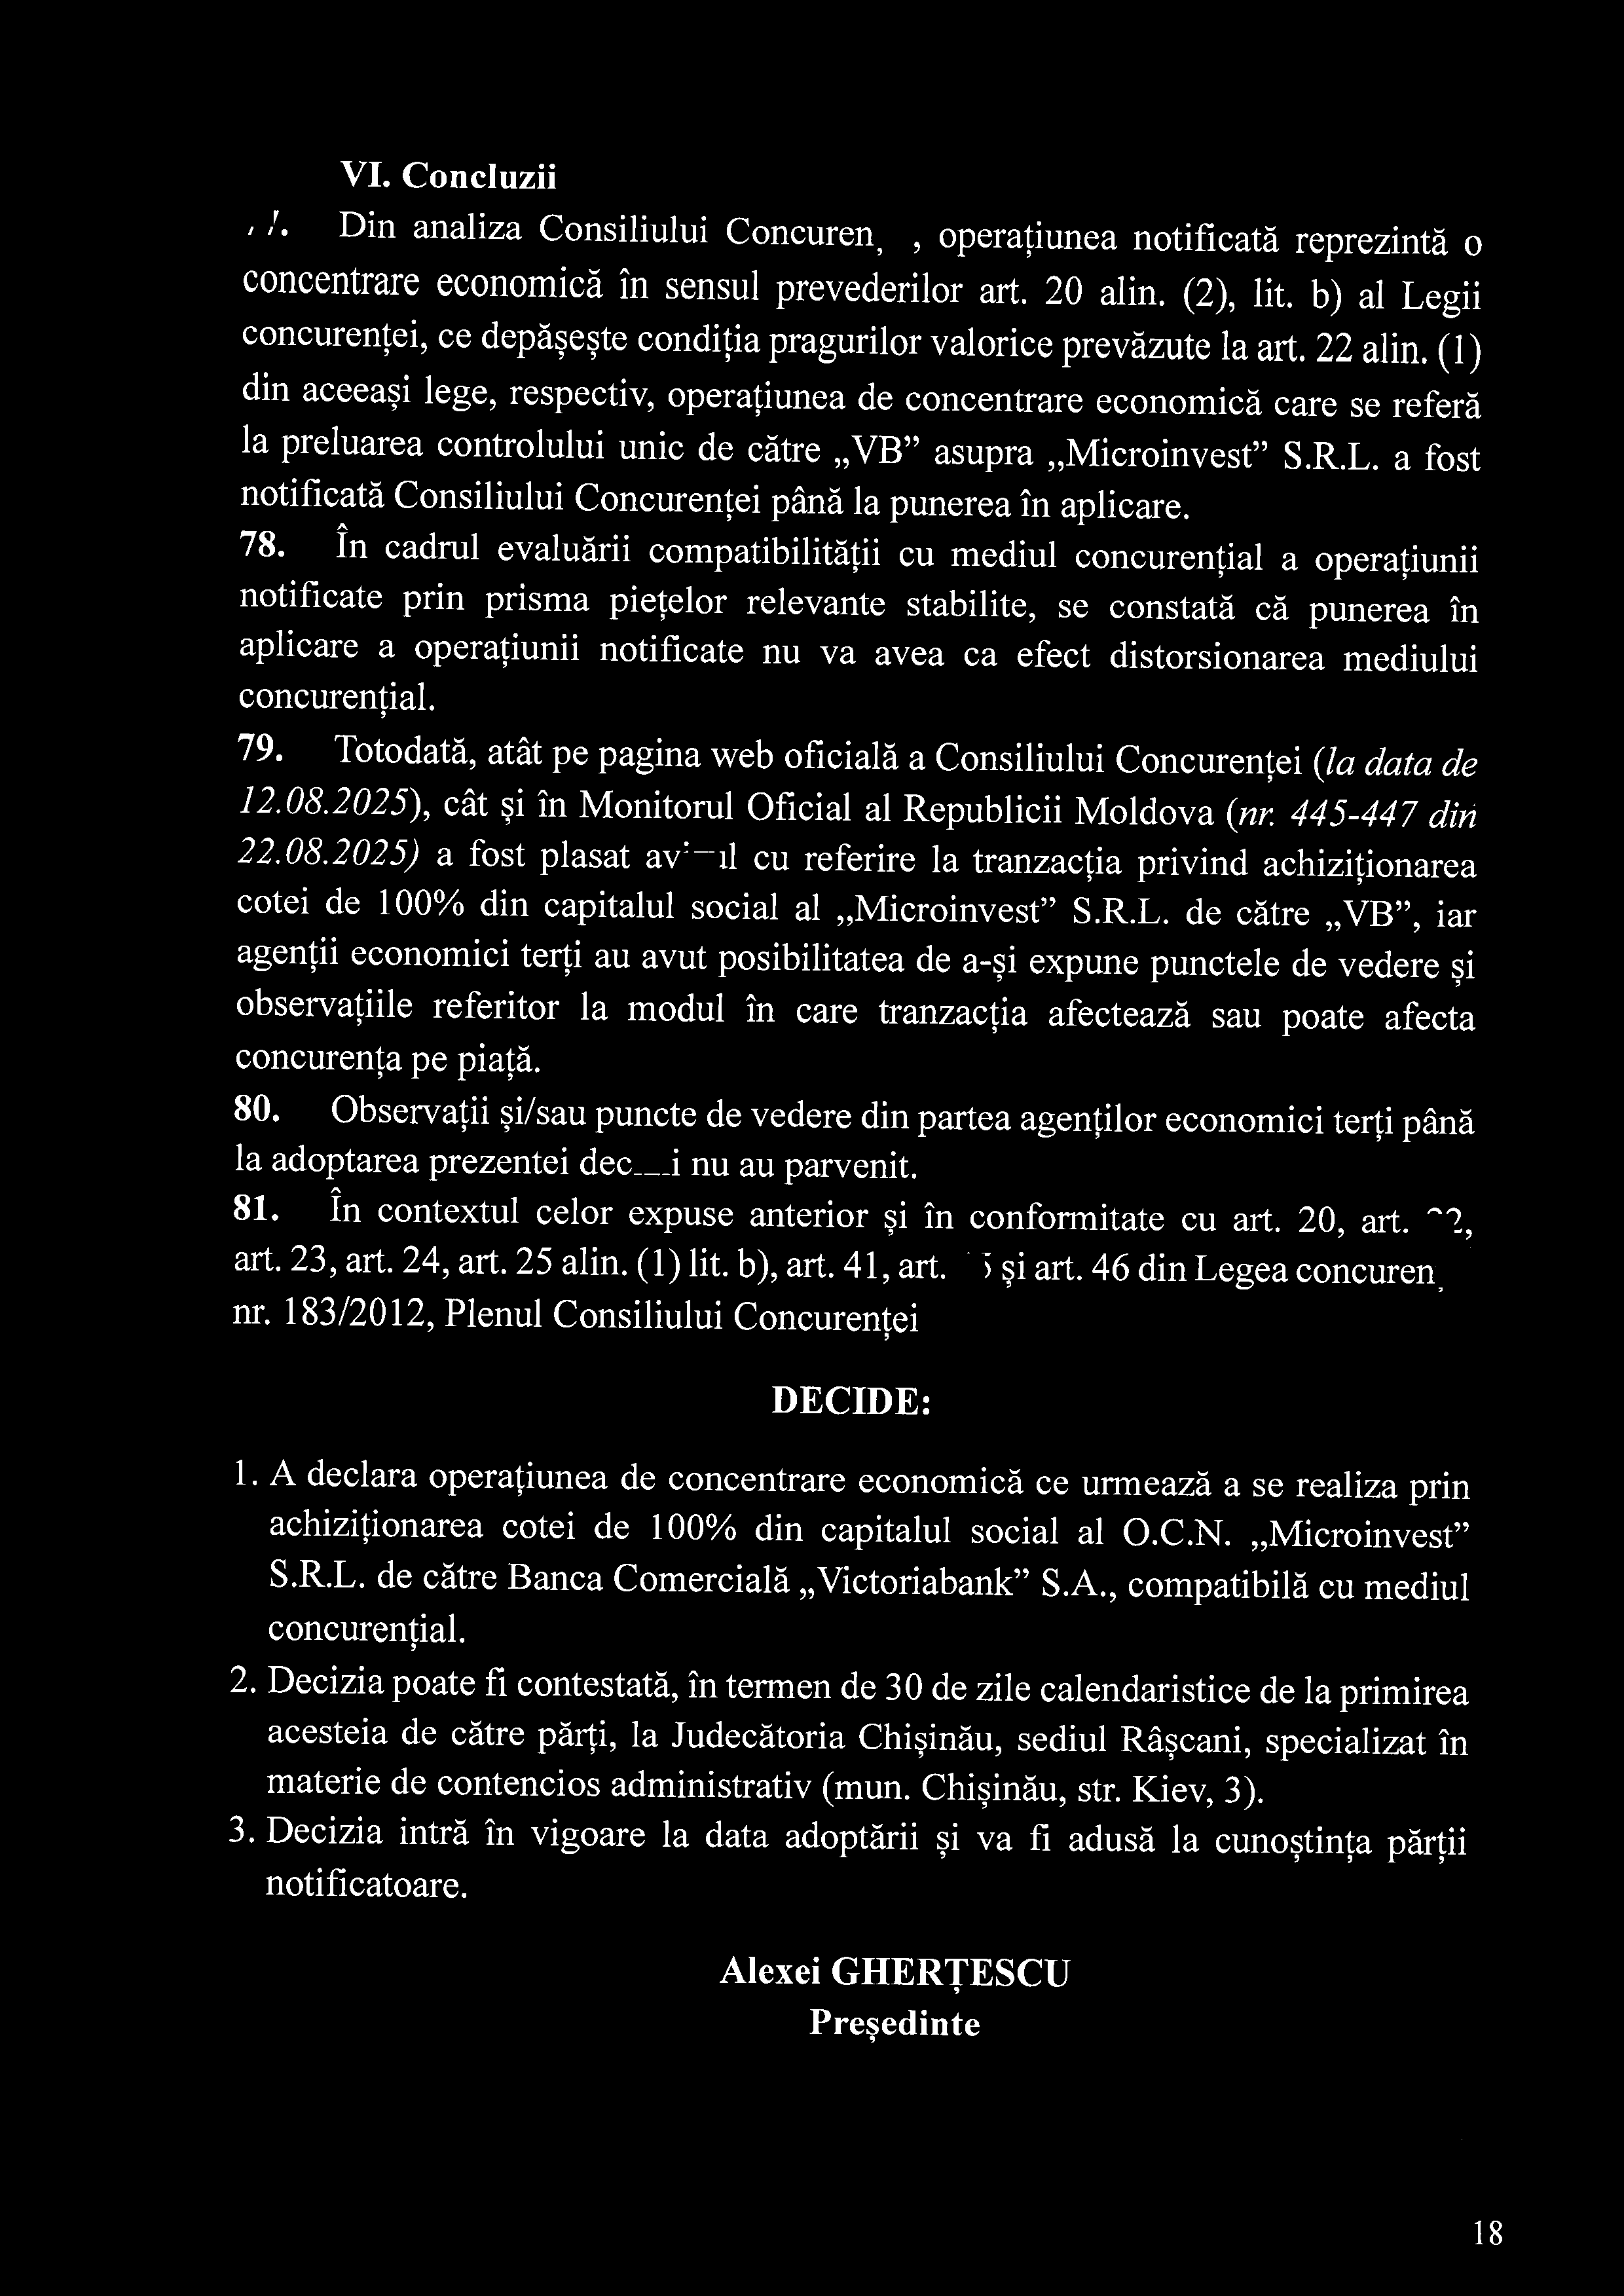 VI. Concluzii
Din analiza Consiliului , operațiunea notificată reprezintă o
concentrare economică în sensul prevederilor art. 20 alin. (2), lit. b) al Legii
concurenței, ce depășește condiția pragurilor valorice prevăzute la art. 22 alin. (1)
din aceeași lege, respectiv, operațiunea de concentrare economică care se referă
la preluarea controlului unic de către „VB” asupra „Microinvest” S.R.L. a fost
notificată Consiliului Concurenței până la punerea în aplicare.
78. În cadrul evaluării compatibilității cu mediul concurențial a operațiunii
notificate prin prisma piețelor relevante stabilite, se constată că punerea în
aplicare a operațiunii notificate nu va avea ca efect distorsionarea mediului
concurențial.
79. Totodată, atât pe pagina web oficială a Consiliului Concurenței (la data de
12.08.2025), cât și în Monitorul Oficial al Republicii Moldova (nr. 445-447 din
22.08.2025) a fost plasat cu referire la tranzacția privind achiziționarea
cotei de 100% din capitalul social al „Microinvest” S.R.L. de către „VB”, iar
agenții economici terți au avut posibilitatea de a-și expune punctele de vedere și
observațiile referitor la modul în care tranzacția afectează sau poate afecta
concurența pe piață.
80. Observații și/sau puncte de vedere din partea agenților economici terți până
la adoptarea prezentei nu au parvenit.
81. În contextul celor expuse anterior și în conformitate cu art. 20, art.
art. 23, art. 24, art. 25 alin. (1) lit. b), art. 41, art. și art. 46 din Legea
nr. 183/2012, Plenul Consiliului Concurenței
DECIDE:
1. A declara operațiunea de concentrare economică ce urmează a se realiza prin
achiziționarea cotei de 100% din capitalul social al O.C.N. „Microinvest”
S.R.L. de către Banca Comercială „Victoriabank” S.A., compatibilă cu mediul
concurențial.
2. Decizia poate fi contestată, în termen de 30 de zile calendaristice de la primirea
acesteia de către părți, la Judecătoria Chișinău, sediul Râșcani, specializat în
materie de contencios administrativ (mun. Chișinău, str. Kiev, 3).
3. Decizia intră în vigoare la data adoptării și va fi adusă la cunoștința părții
notificatoare.
Alexei GHERȚESCU
Președinte
18